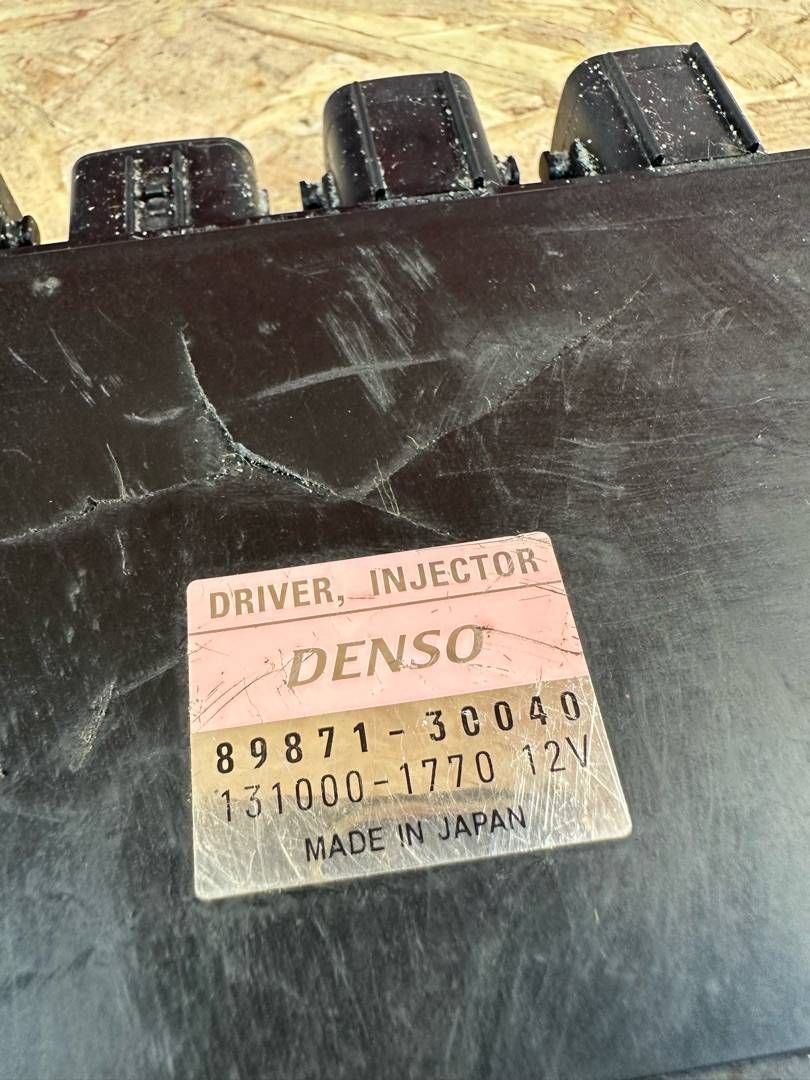 DRIVER, INJECTOR
DENSO
89871-30040
131000-1770 12V
MADE IN JAPAN